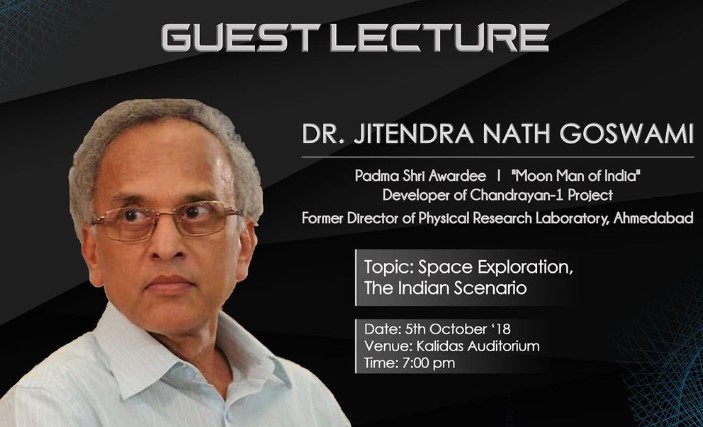 GUEST LECTURE
DR. JITENDRA NATH GOSWAMI
Padma Shri Awardee | "Moon Man of India"
Developer of Chandrayan-1 Project
Former Director of Physical Research Laboratory, Ahmedabad
Topic: Space Exploration,
The Indian Scenario
Date: 5th October '18
Venue: Kalidas Auditorium
Time: 7:00 pm